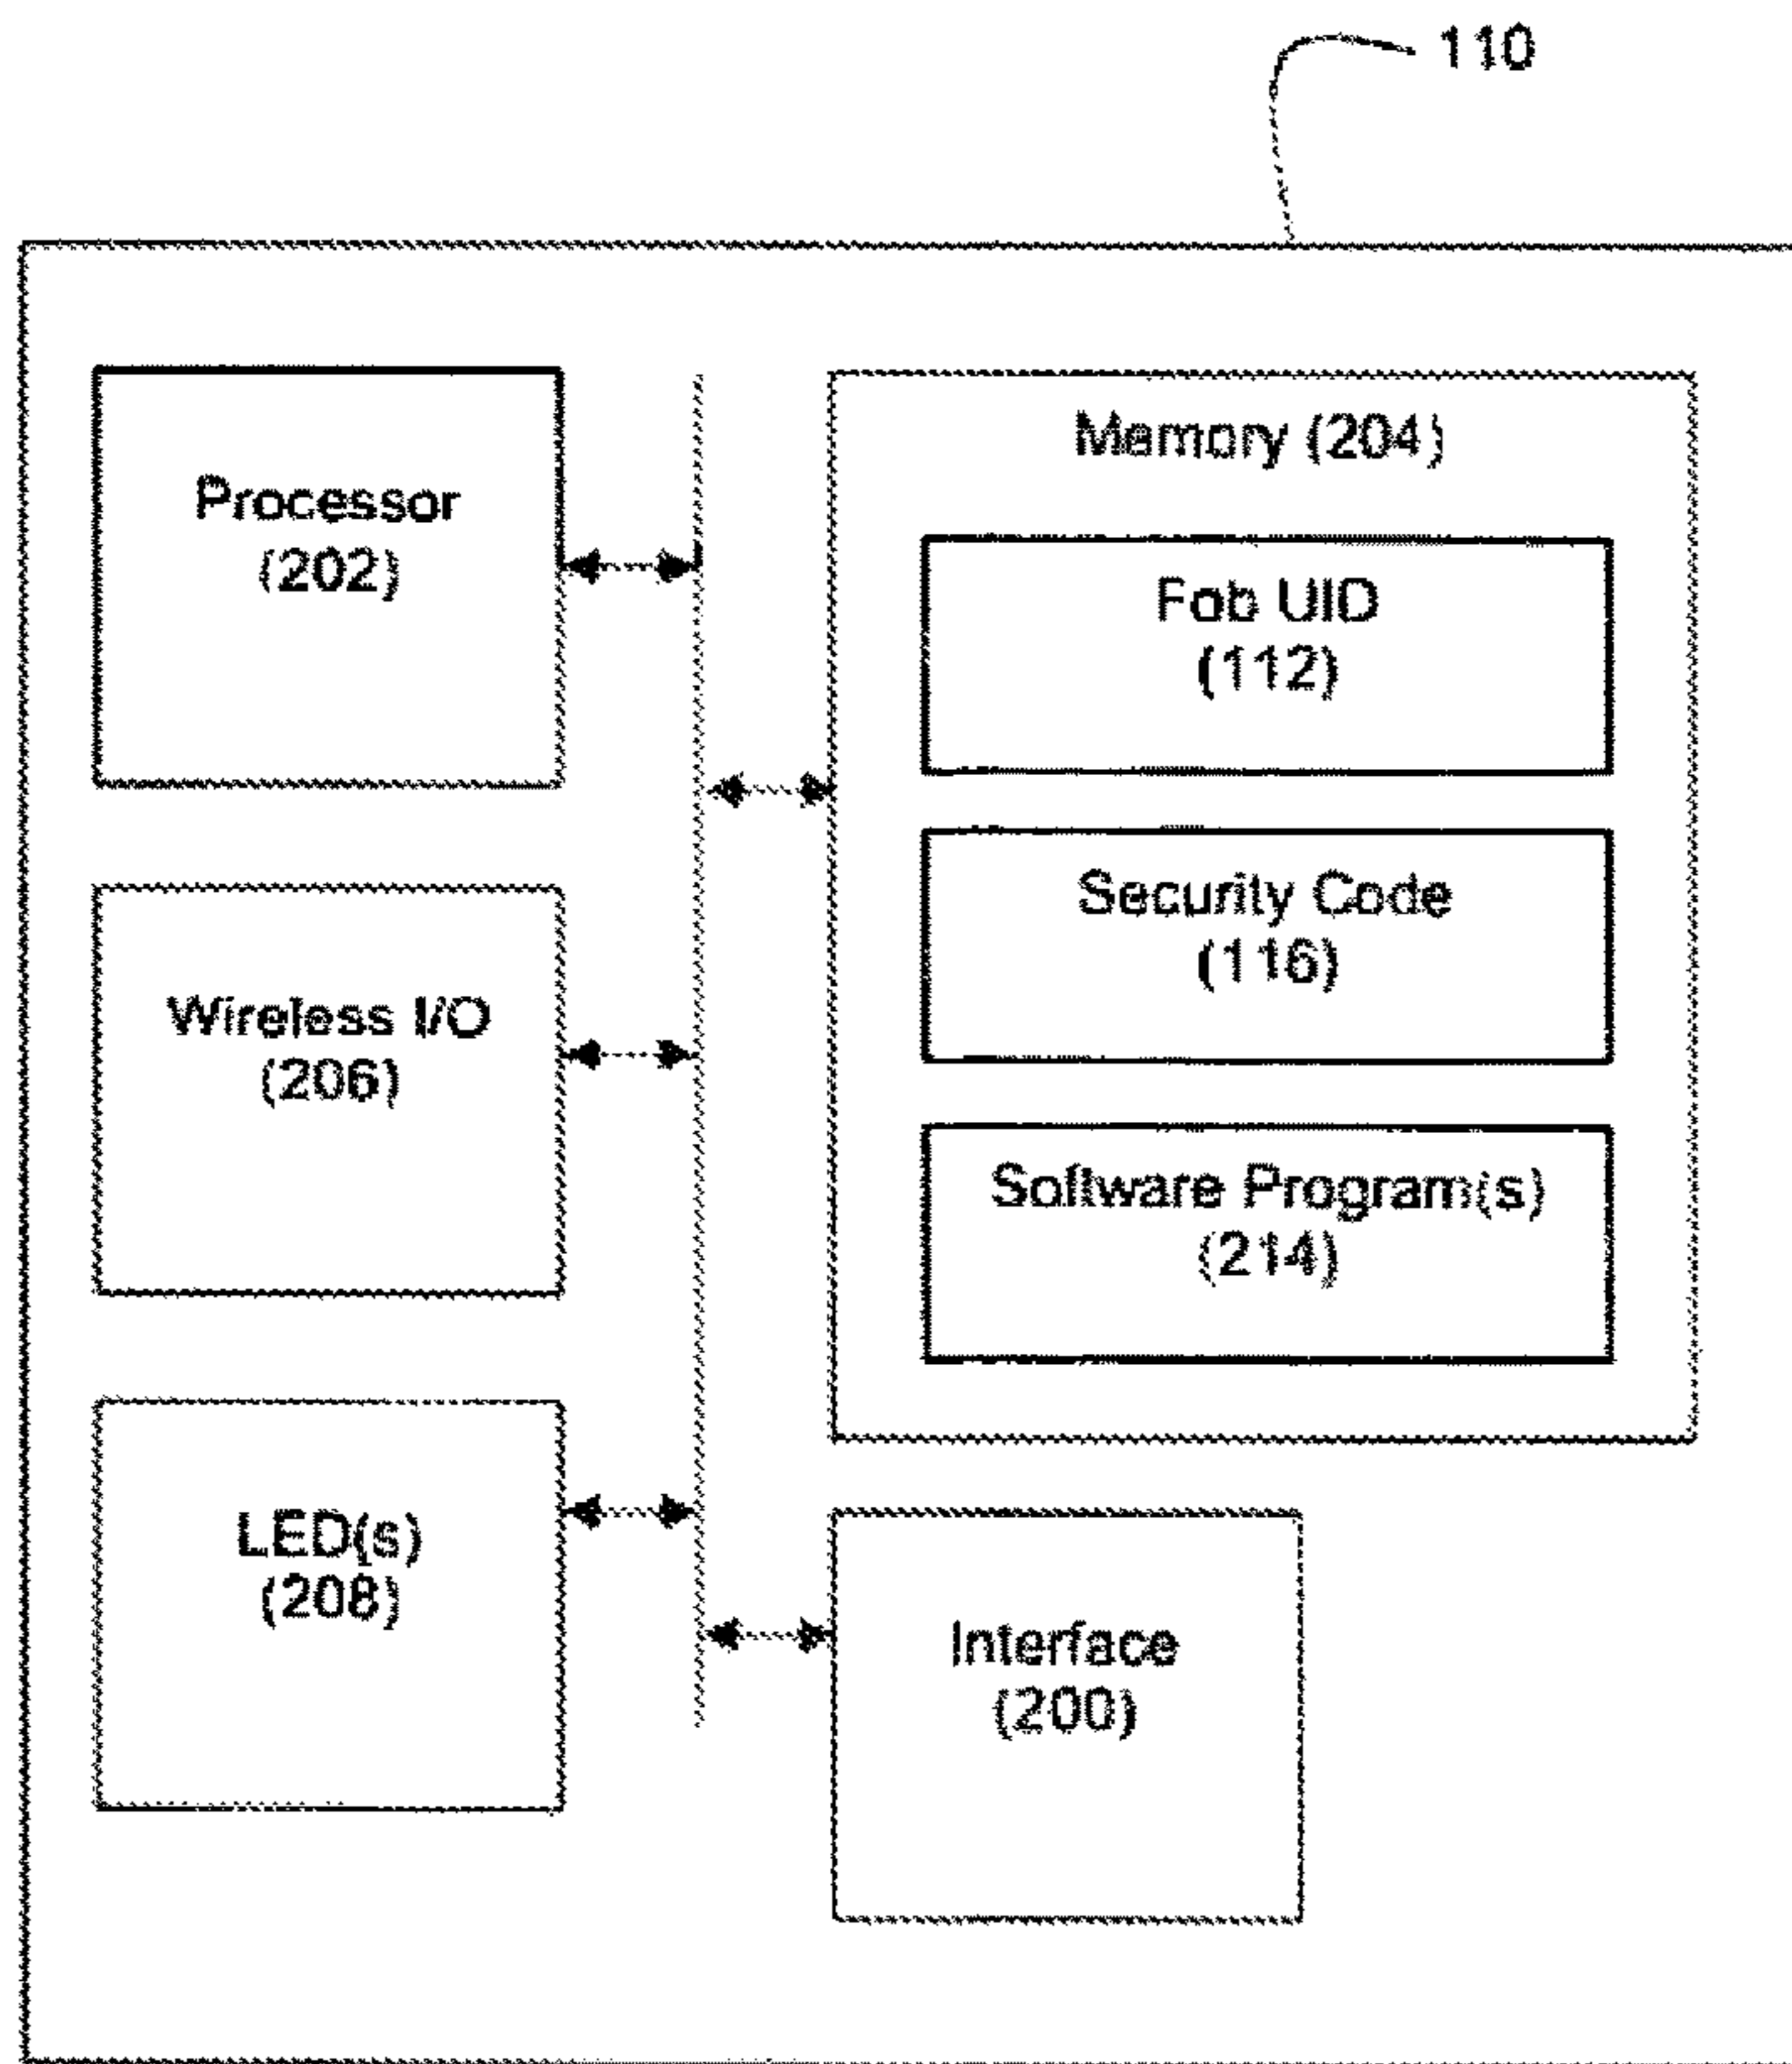 110
Processor
(202)
Memory (204)
Fob UID
(112)
Security Code
(116)
Wireless I/O
(206)
Software Program(s)
(214)
LED(s)
(208)
Interface
(200)